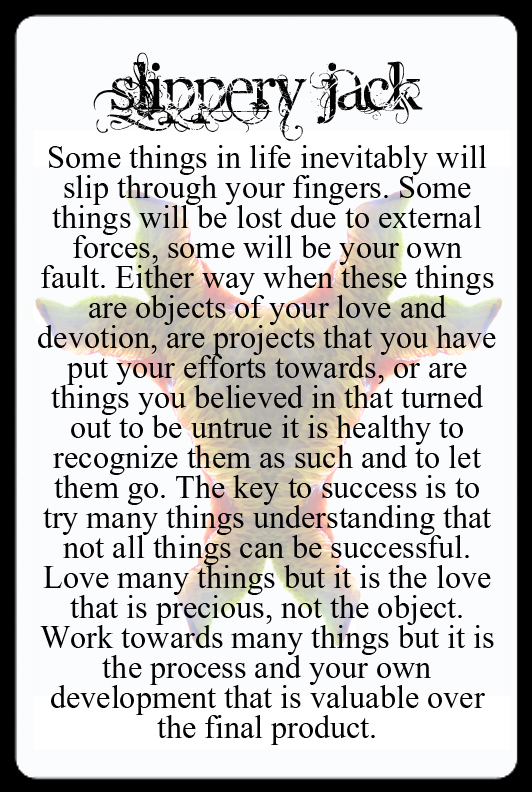 slippery jack
Some things in life inevitably will
slip through your fingers. Some
things will be lost due to external
forces, some will be your own
fault. Either way when these things
are objects of your love and
devotion, are projects that you have
put your efforts towards, or are
things you believed in that turned
out to be untrue it is healthy to
recognize them as such and to let
them go. The key to success is to
try many things understanding that
not all things can be successful.
Love many things but it is the love
that is precious, not the object.
Work towards many things but it is
the process and your own
development that is valuable over
the final product.